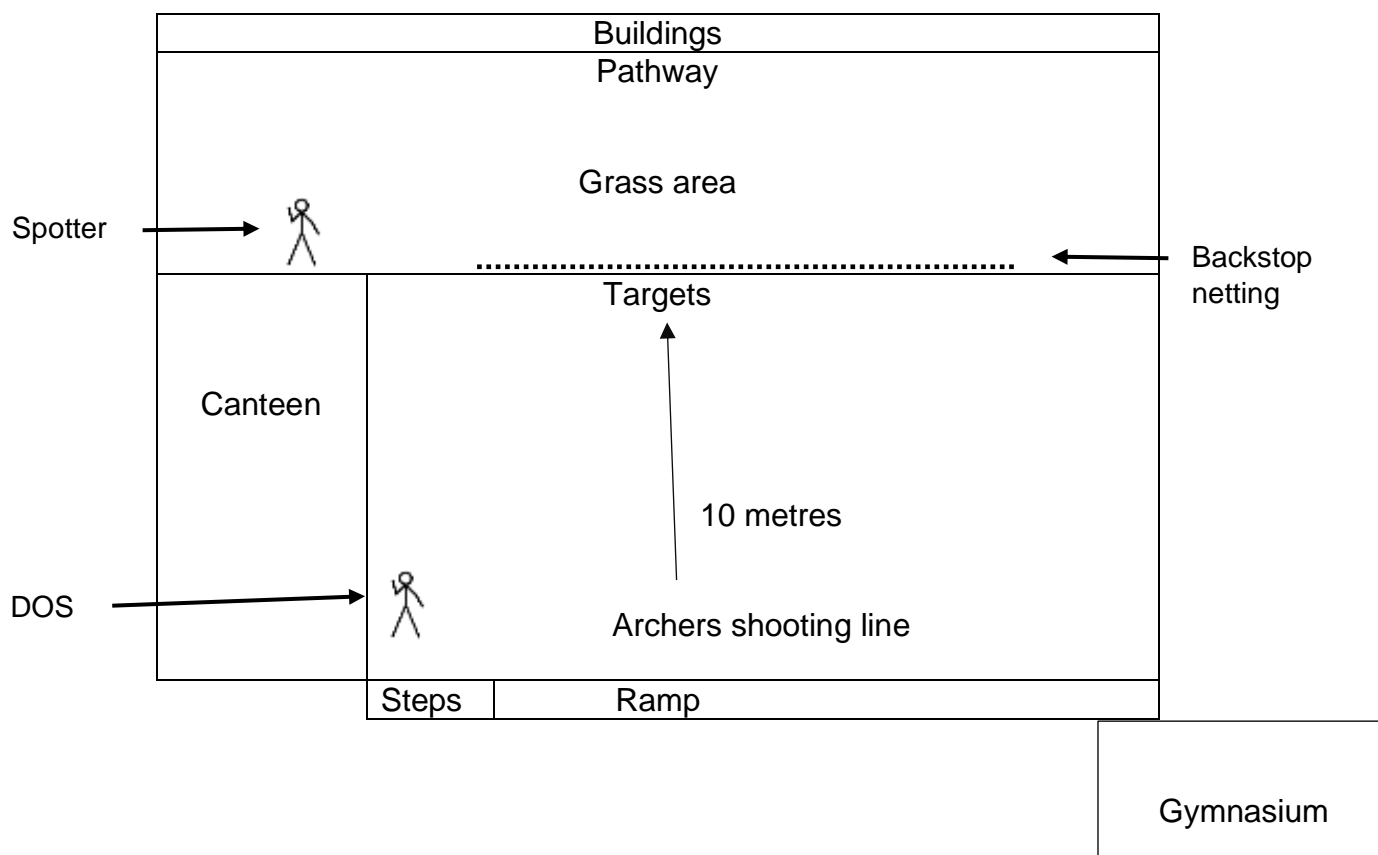 Buildings
Pathway
Grass area
Spotter
Backstop
netting
Targets
Canteen
10 metres
DOS
Archers shooting line
Steps
Ramp
Gymnasium